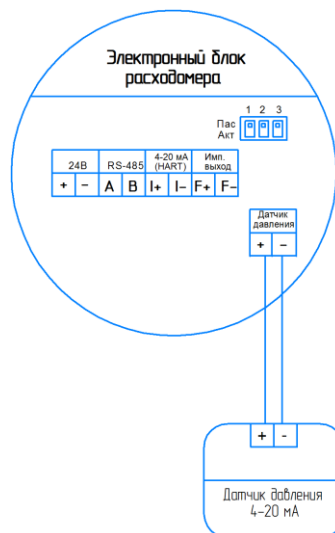 Электронный блок
расходомера
1 2 3
Пас
Акт
24В RS-485 4-20 мА (HART) Имп. выход
+ − A B I+ I− F+ F−
Датчик
давления
+ −
+ -
Датчик давления
4-20 мА